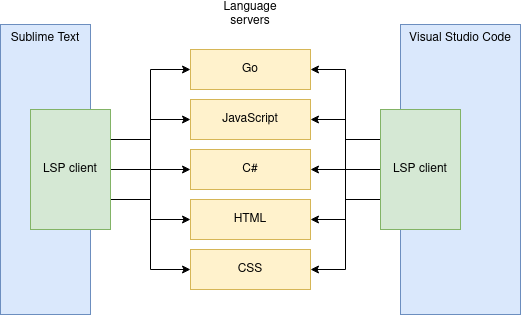 Language
servers
Sublime Text
Visual Studio Code
Go
JavaScript
LSP client
C#
LSP client
HTML
CSS